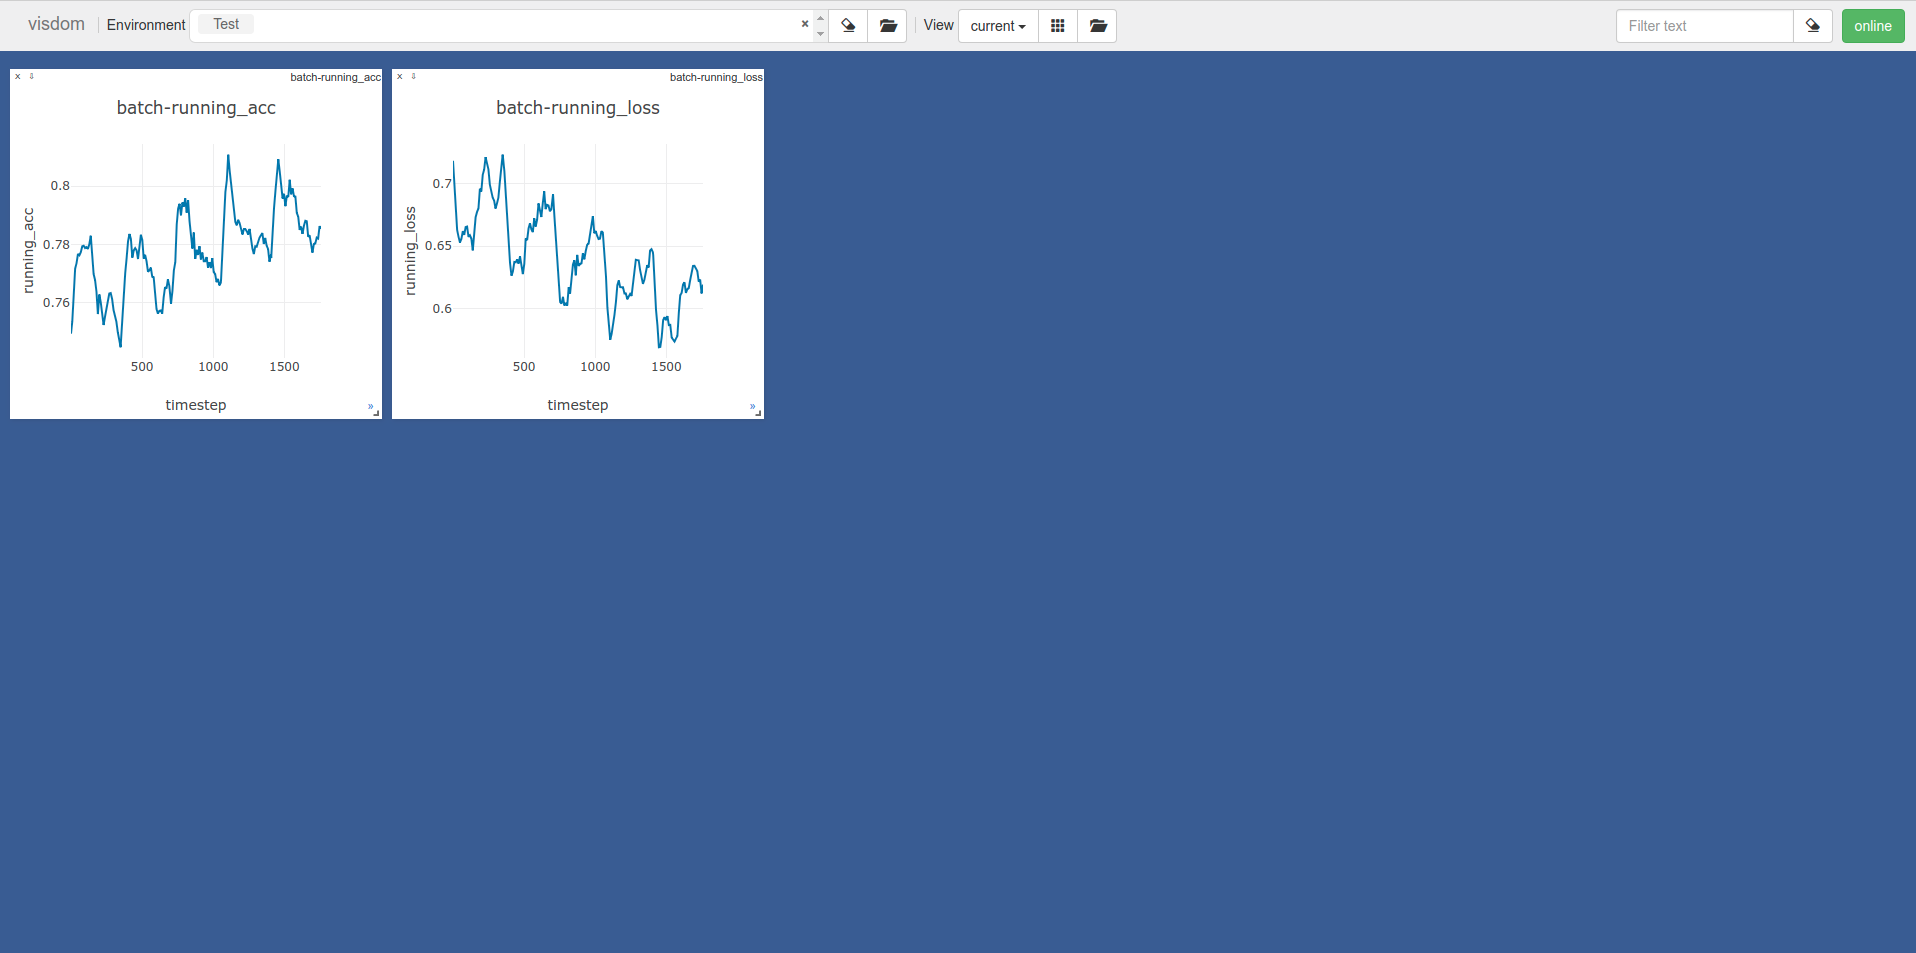 visdom Environment Test × View current Filter text online
x ⇩ batch-running_acc
batch-running_acc
running_acc
0.8
0.78
0.76
500 1000 1500
timestep
»
x ⇩ batch-running_loss
batch-running_loss
running_loss
0.7
0.65
0.6
500 1000 1500
timestep
»